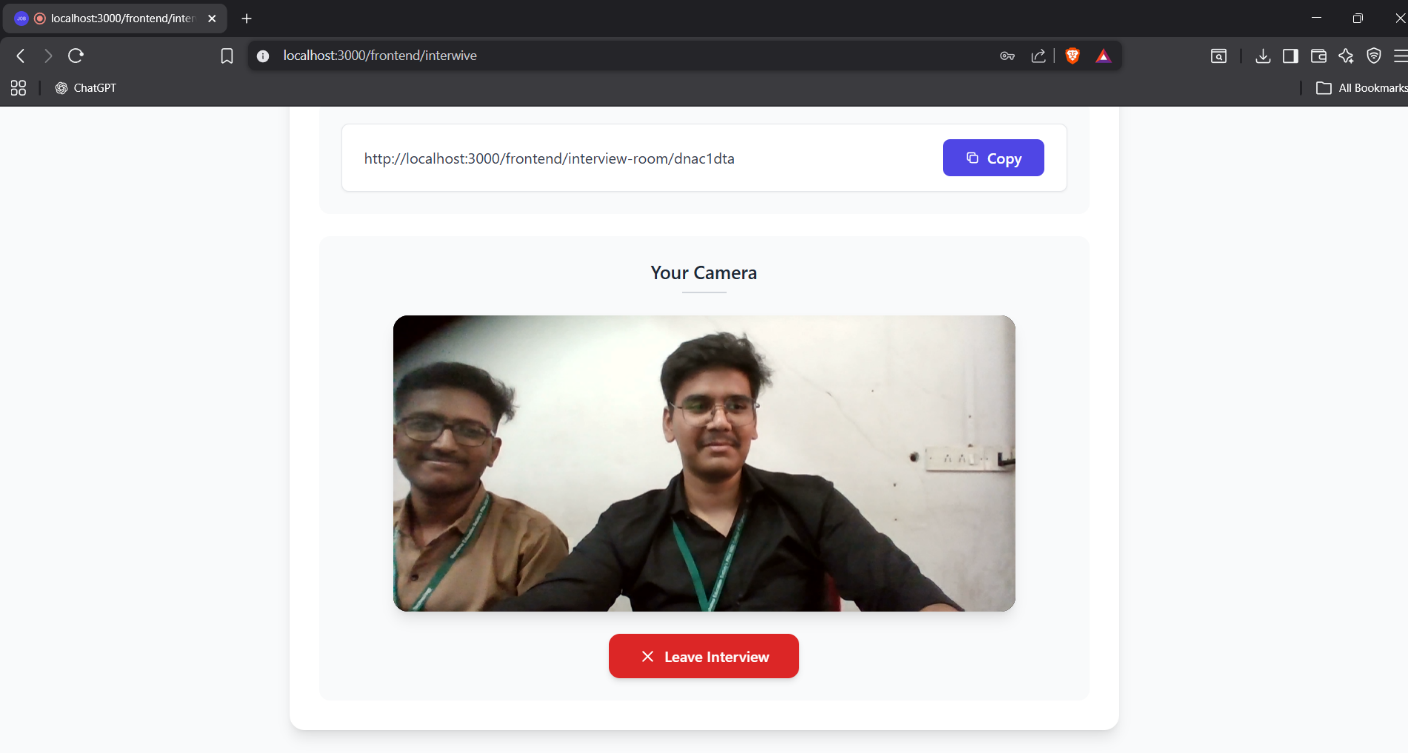 localhost:3000/frontend/inter
localhost:3000/frontend/interwive
ChatGPT
All Bookmarks
http://localhost:3000/frontend/interview-room/dnac1dta
Copy
Your Camera
Leave Interview